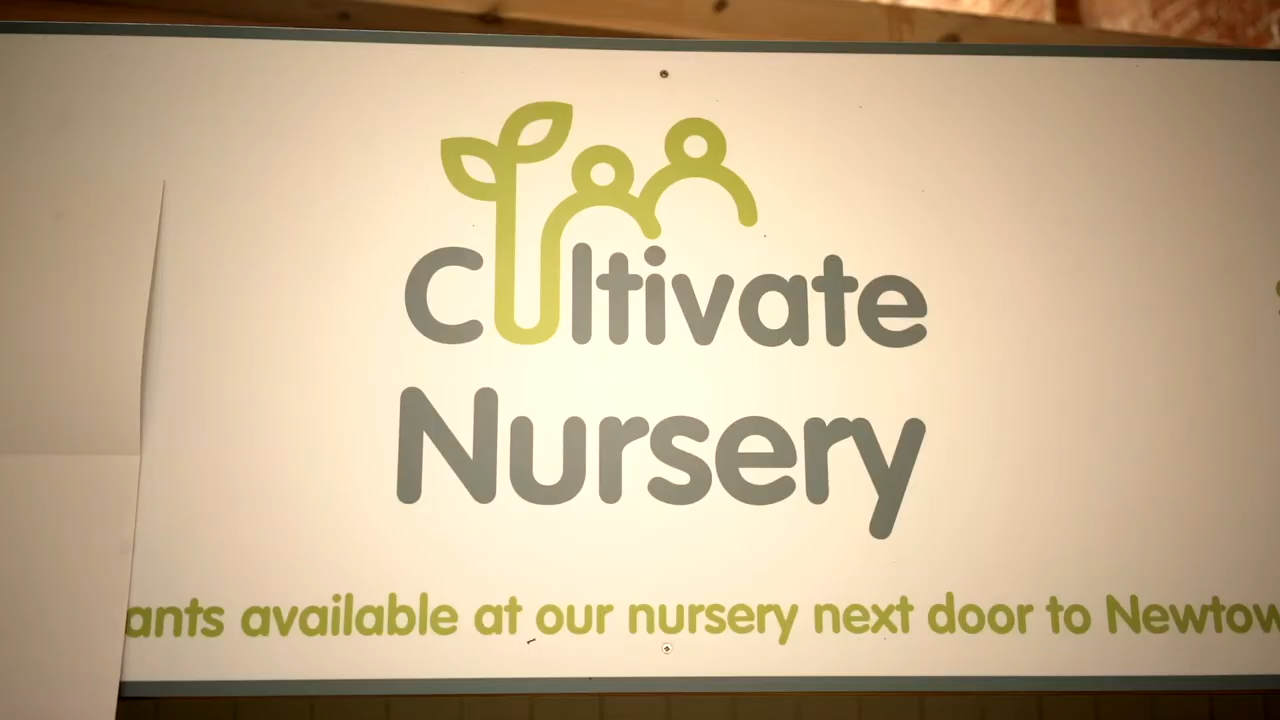 Cultivate
Nursery
ants available at our nursery next door to Newtow